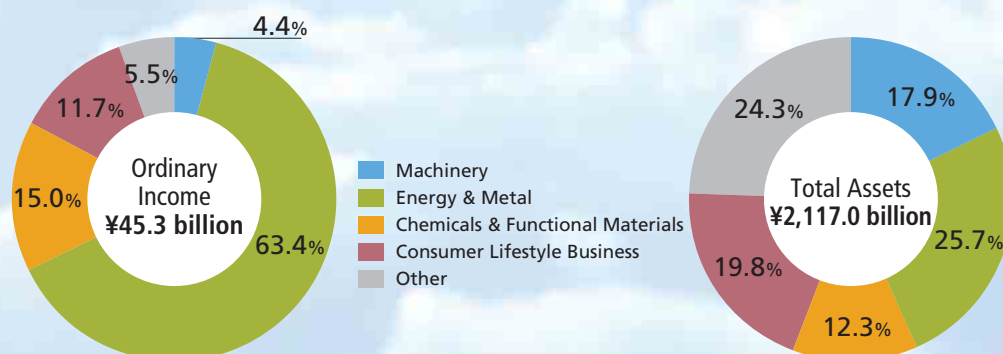 4.4%
5.5%
11.7%
15.0%
63.4%
Ordinary
Income
¥45.3 billion
Machinery
Energy & Metal
Chemicals & Functional Materials
Consumer Lifestyle Business
Other
24.3%
17.9%
Total Assets
¥2,117.0 billion
25.7%
19.8%
12.3%